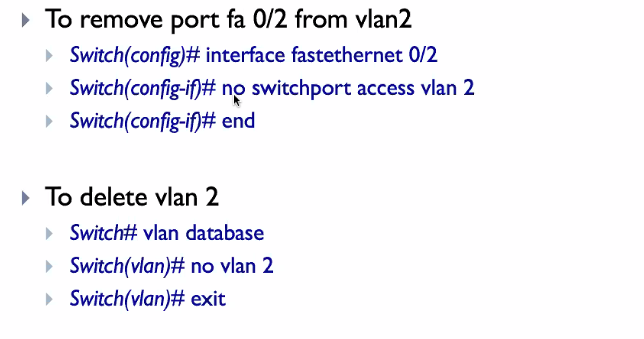 To remove port fa 0/2 from vlan2
Switch(config)# interface fastethernet 0/2
Switch(config-if)# no switchport access vlan 2
Switch(config-if)# end
To delete vlan 2
Switch# vlan database
Switch(vlan)# no vlan 2
Switch(vlan)# exit